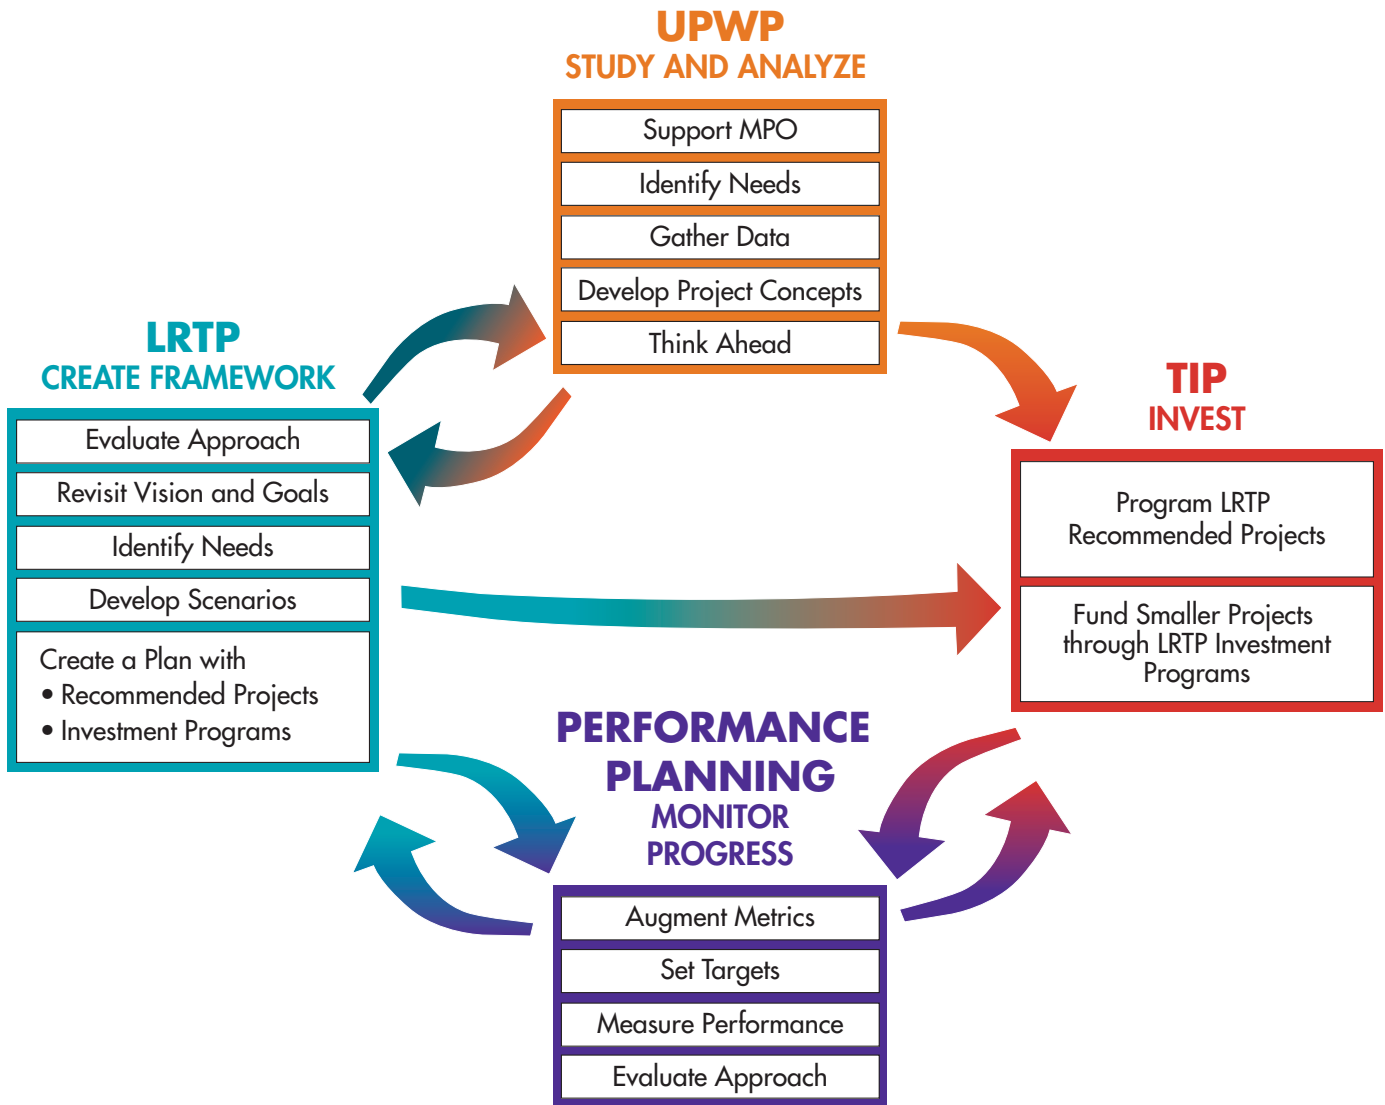 UPWP
STUDY AND ANALYZE
Support MPO
Identify Needs
Gather Data
Develop Project Concepts
Think Ahead
LRTP
CREATE FRAMEWORK
Evaluate Approach
Revisit Vision and Goals
Identify Needs
Develop Scenarios
Create a Plan with
• Recommended Projects
• Investment Programs
TIP
INVEST
Program LRTP
Recommended Projects
Fund Smaller Projects
through LRTP Investment
Programs
PERFORMANCE
PLANNING
MONITOR
PROGRESS
Augment Metrics
Set Targets
Measure Performance
Evaluate Approach